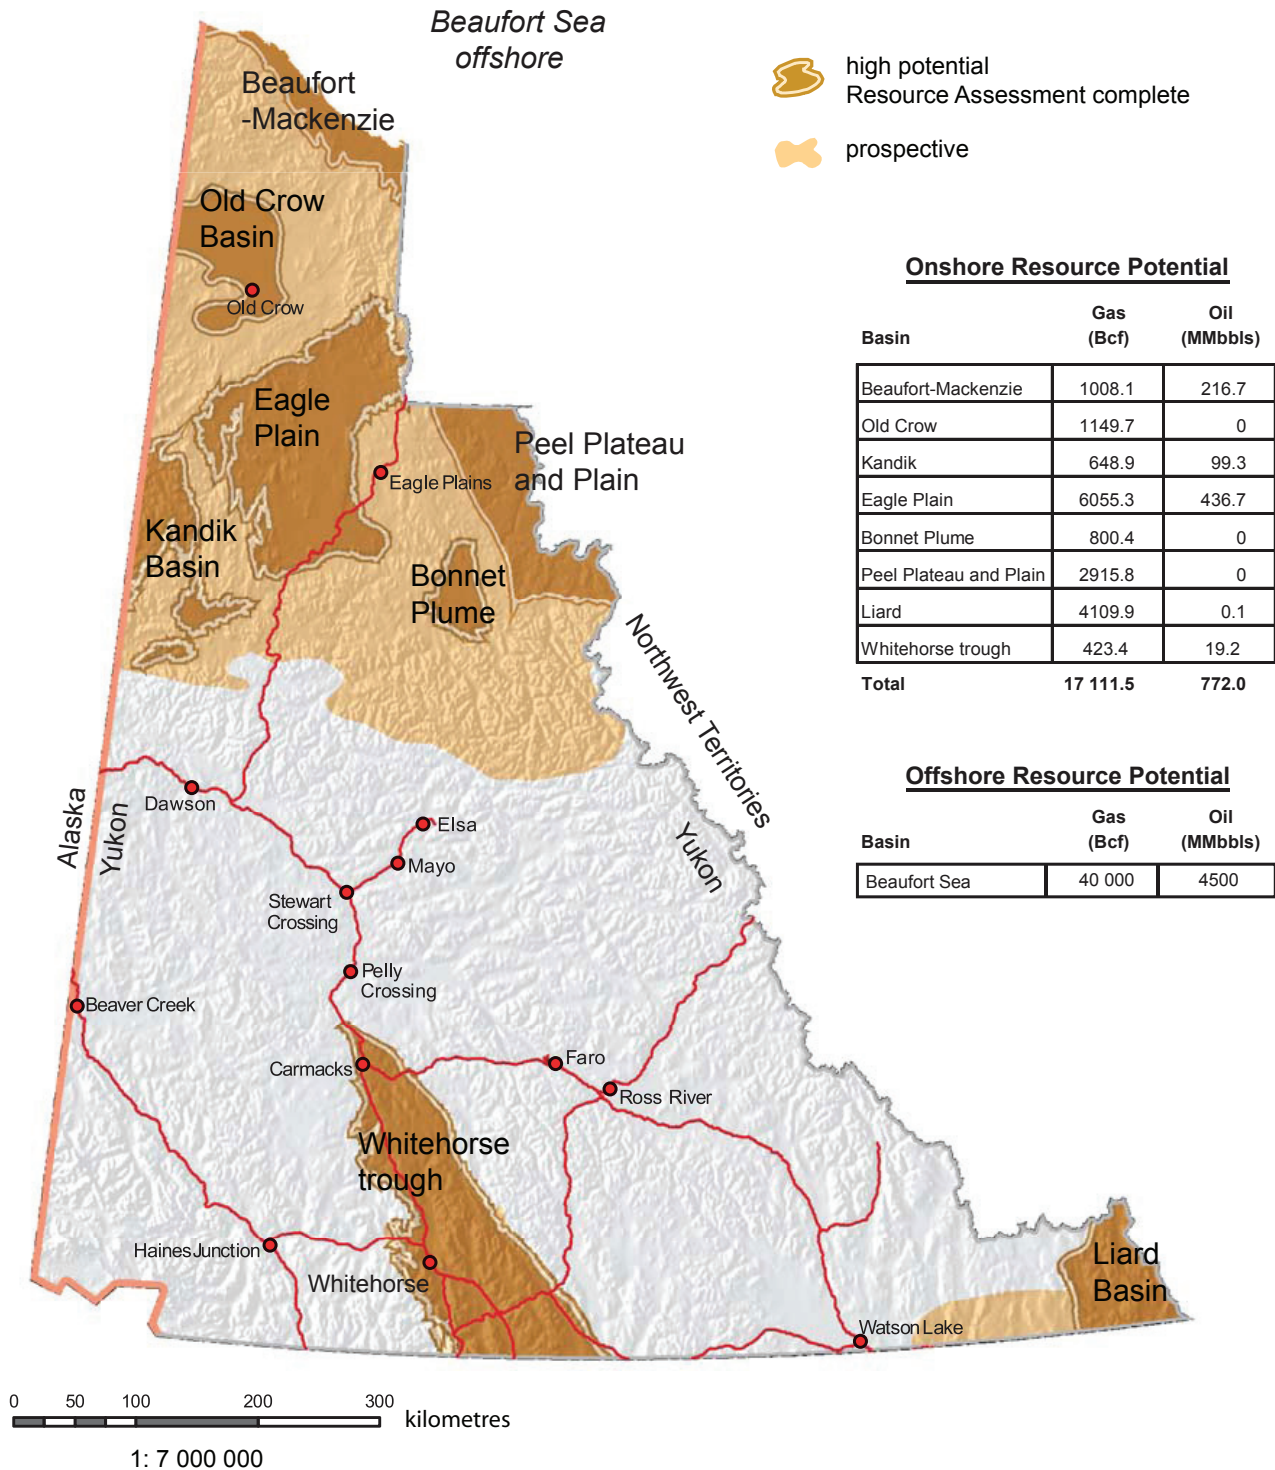 Beaufort Sea
offshore
high potential
Resource Assessment complete
prospective
Beaufort
-Mackenzie
Old Crow
Basin
Old Crow
Eagle
Plain
Eagle Plains
Peel Plateau
and Plain
Kandik
Basin
Bonnet
Plume
Northwest Territories
Yukon
Alaska
Yukon
Dawson
Elsa
Mayo
Stewart
Crossing
Pelly
Crossing
Beaver Creek
Carmacks
Faro
Ross River
Whitehorse
trough
Haines Junction
Whitehorse
Watson Lake
Liard
Basin
Onshore Resource Potential
Basin Gas (Bcf) Oil (MMbbls)
Beaufort-Mackenzie 1008.1 216.7
Old Crow 1149.7 0
Kandik 648.9 99.3
Eagle Plain 6055.3 436.7
Bonnet Plume 800.4 0
Peel Plateau and Plain 2915.8 0
Liard 4109.9 0.1
Whitehorse trough 423.4 19.2
Total 17 111.5 772.0
Offshore Resource Potential
Basin Gas (Bcf) Oil (MMbbls)
Beaufort Sea 40 000 4500
0 50 100 200 300
kilometres
1: 7 000 000